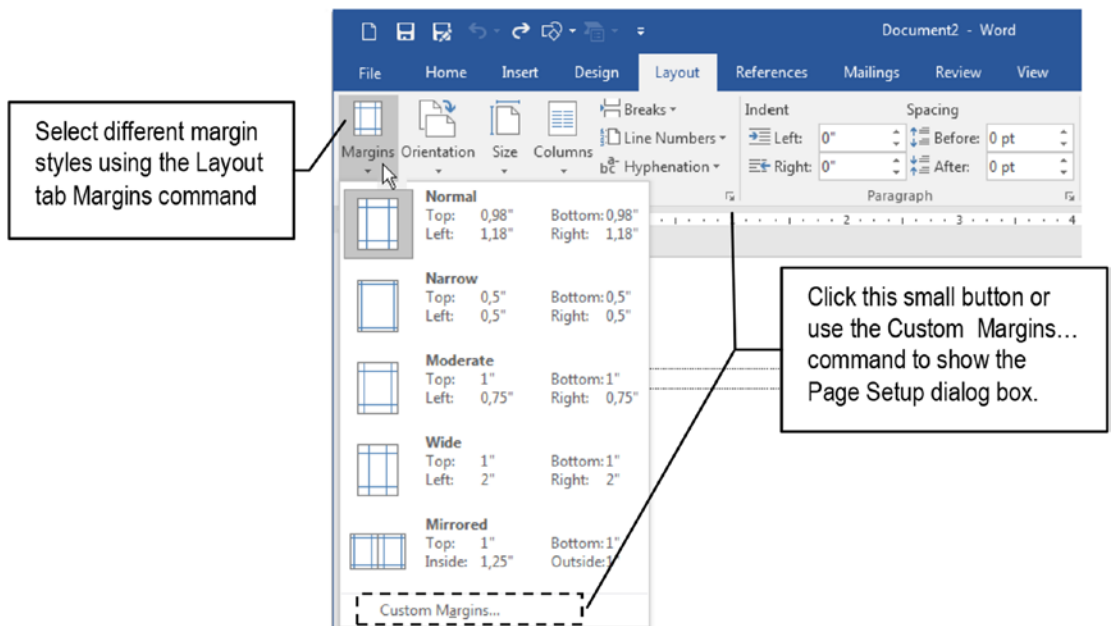 Document2 - Word
File Home Insert Design Layout References Mailings Review View
Select different margin
styles using the Layout
tab Margins command
Margins Orientation Size Columns
Breaks
Line Numbers
Hyphenation
Indent Spacing
Left: 0" Before: 0 pt
Right: 0" After: 0 pt
Paragraph
2 3 4
Normal
Top: 0,98" Bottom: 0,98"
Left: 1,18" Right: 1,18"
Narrow
Top: 0,5" Bottom: 0,5"
Left: 0,5" Right: 0,5"
Moderate
Top: 1" Bottom: 1"
Left: 0,75" Right: 0,75"
Wide
Top: 1" Bottom: 1"
Left: 2" Right: 2"
Mirrored
Top: 1" Bottom: 1"
Inside: 1,25" Outside: 1"
Custom Margins...
Click this small button or
use the Custom Margins…
command to show the
Page Setup dialog box.